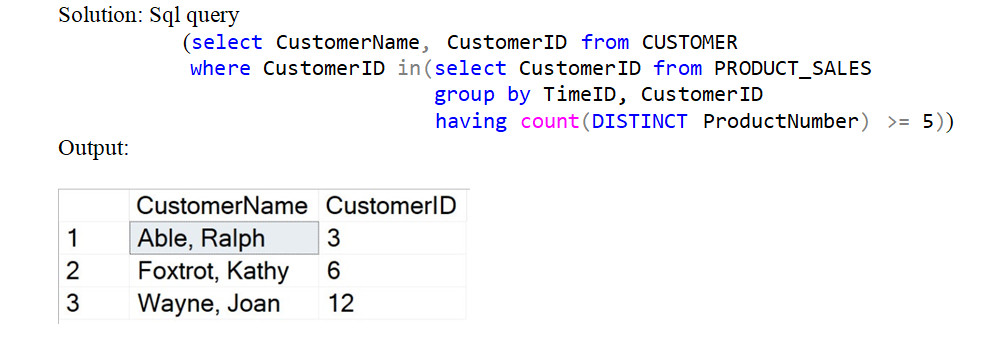 Solution: Sql query
(select CustomerName, CustomerID from CUSTOMER
where CustomerID in(select CustomerID from PRODUCT_SALES
group by TimeID, CustomerID
having count(DISTINCT ProductNumber) >= 5))
Output:
CustomerName CustomerID
1 Able, Ralph 3
2 Foxtrot, Kathy 6
3 Wayne, Joan 12